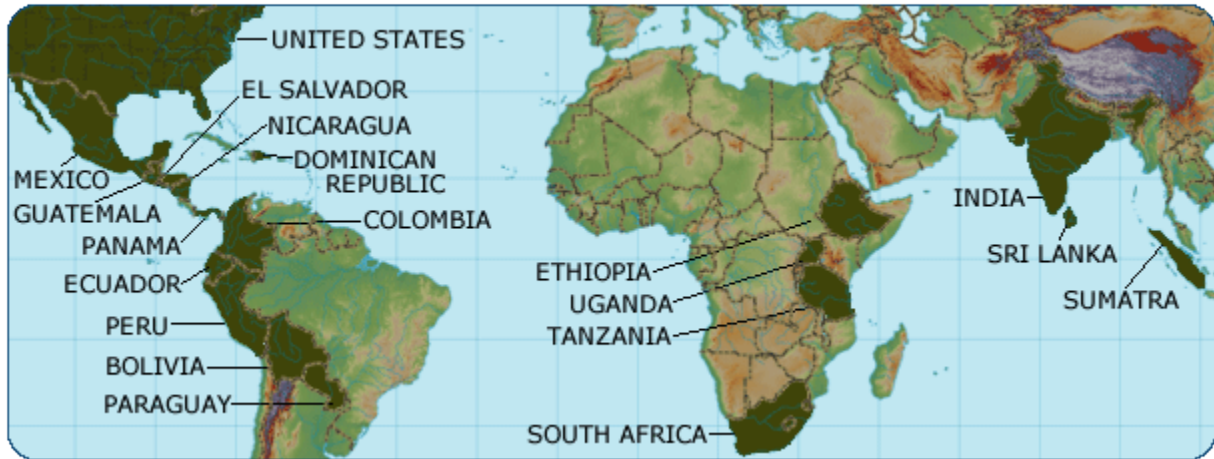 UNITED STATES
EL SALVADOR
NICARAGUA
DOMINICAN
REPUBLIC
MEXICO
GUATEMALA
PANAMA
COLOMBIA
ECUADOR
PERU
BOLIVIA
PARAGUAY
ETHIOPIA
UGANDA
TANZANIA
SOUTH AFRICA
INDIA
SRI LANKA
SUMATRA